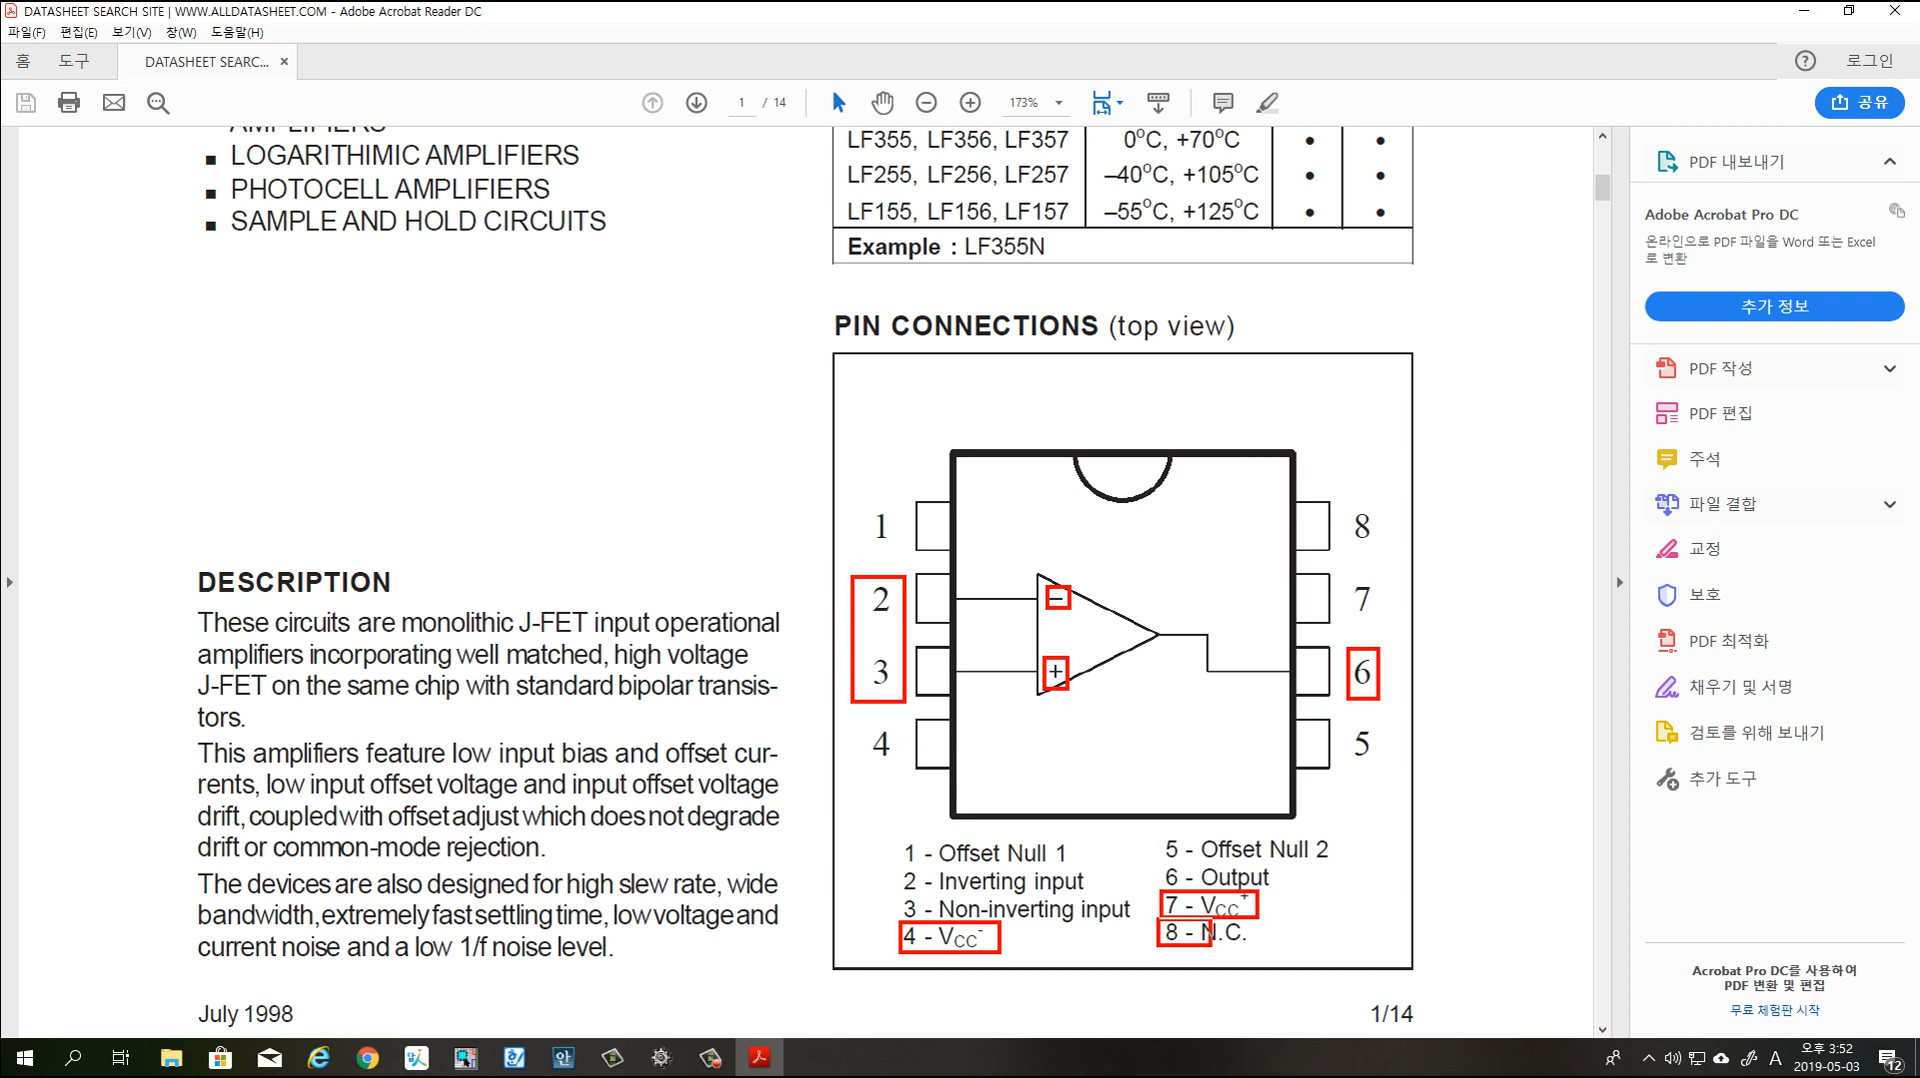 DATASHEET SEARCH SITE | WWW.ALLDATASHEET.COM - Adobe Acrobat Reader DC
파일(F) 편집(E) 보기(V) 창(W) 도움말(H)
홈 도구 DATASHEET SEARC... × ? 로그인
1 / 14 173% 공유
AMPLIFIERS
■ LOGARITHIMIC AMPLIFIERS
■ PHOTOCELL AMPLIFIERS
■ SAMPLE AND HOLD CIRCUITS
LF355, LF356, LF357 0°C, +70°C • •
LF255, LF256, LF257 –40°C, +105°C • •
LF155, LF156, LF157 –55°C, +125°C • •
Example : LF355N
PIN CONNECTIONS (top view)
1 8
2 − 7
3 + 6
4 5
1 - Offset Null 1
2 - Inverting input
3 - Non-inverting input
4 - VCC-
5 - Offset Null 2
6 - Output
7 - VCC+
8 - N.C.
DESCRIPTION
These circuits are monolithic J-FET input operational
amplifiers incorporating well matched, high voltage
J-FET on the same chip with standard bipolar transis-
tors.
This amplifiers feature low input bias and offset cur-
rents, low input offset voltage and input offset voltage
drift, coupled with offset adjust which does not degrade
drift or common-mode rejection.
The devices are also designed for high slew rate, wide
bandwidth, extremely fast settling time, low voltage and
current noise and a low 1/f noise level.
July 1998 1/14
PDF 내보내기
Adobe Acrobat Pro DC
온라인으로 PDF 파일을 Word 또는 Excel
로 변환
추가 정보
PDF 작성
PDF 편집
주석
파일 결합
교정
보호
PDF 최적화
채우기 및 서명
검토를 위해 보내기
추가 도구
Acrobat Pro DC를 사용하여
PDF 변환 및 편집
무료 체험판 시작
안
A 오후 3:52
2019-05-03
12